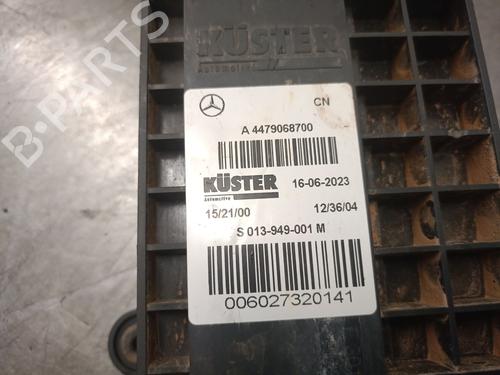 KÜSTER
Automotive
CN
A 4479068700
KÜSTER
Automotive
16-06-2023
15/21/00 12/36/04
S 013-949-001 M
006027320141